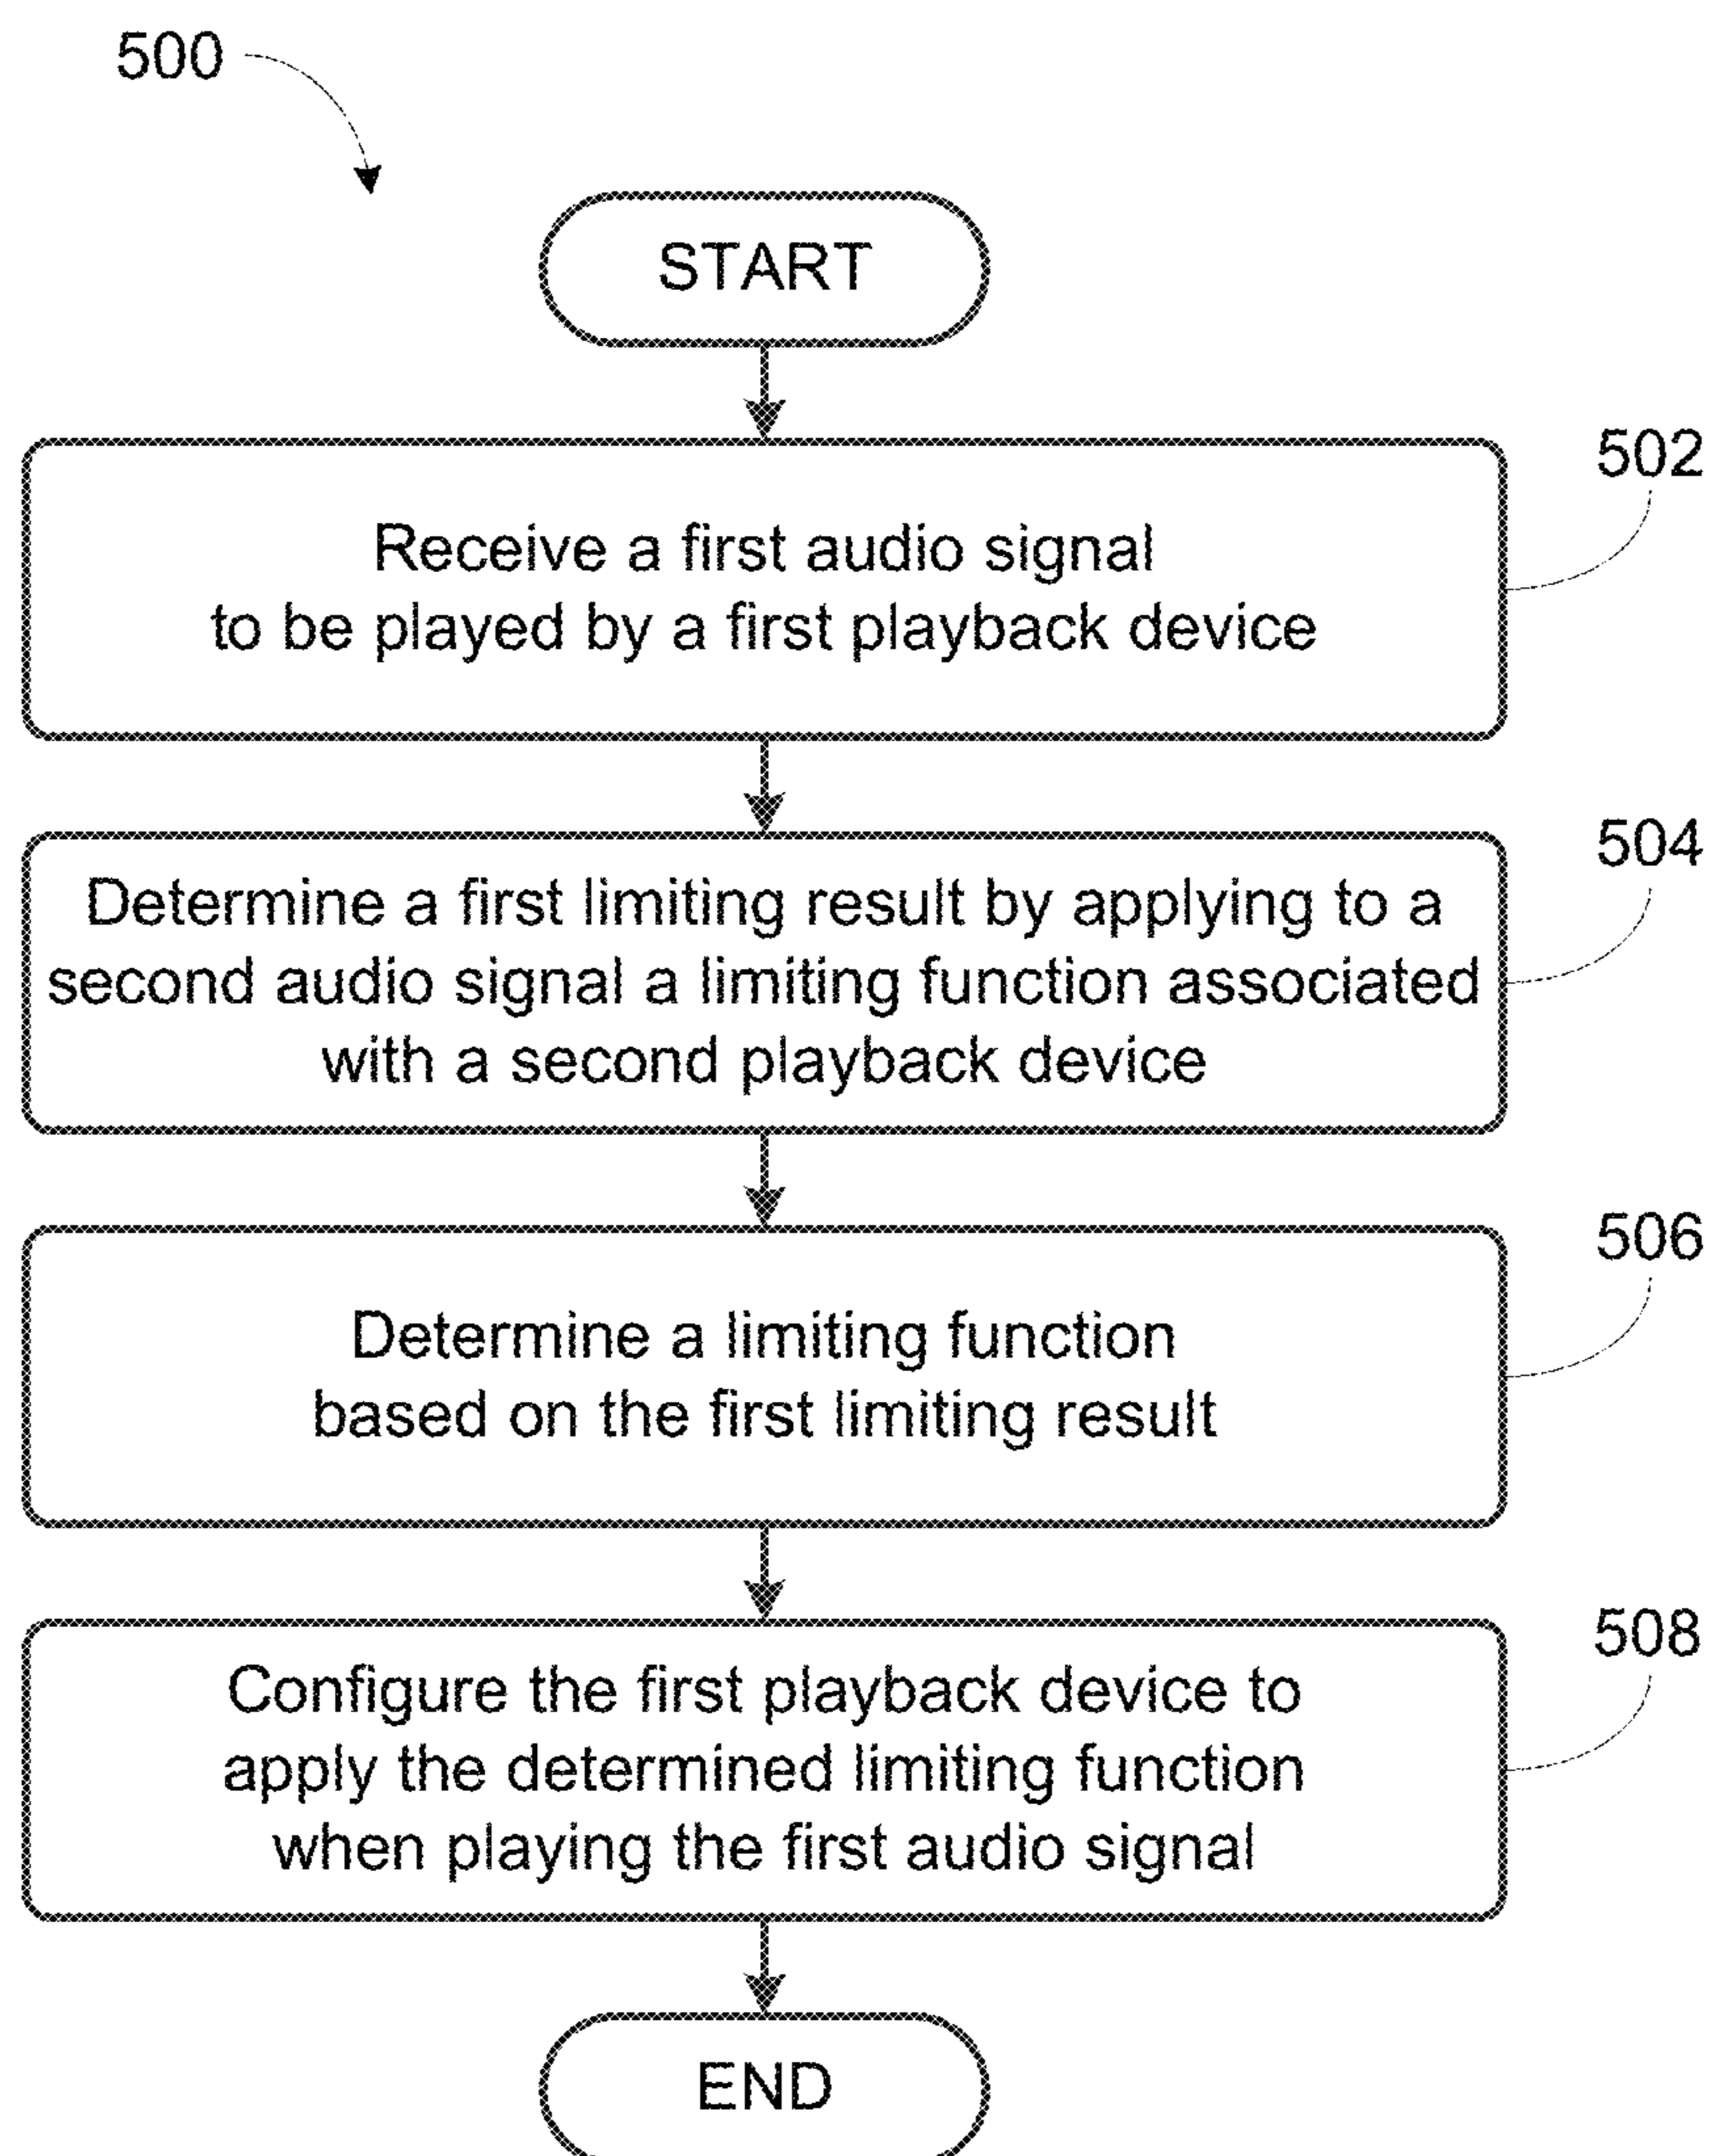 500
START
502
Receive a first audio signal
to be played by a first playback device
504
Determine a first limiting result by applying to a
second audio signal a limiting function associated
with a second playback device
506
Determine a limiting function
based on the first limiting result
508
Configure the first playback device to
apply the determined limiting function
when playing the first audio signal
END